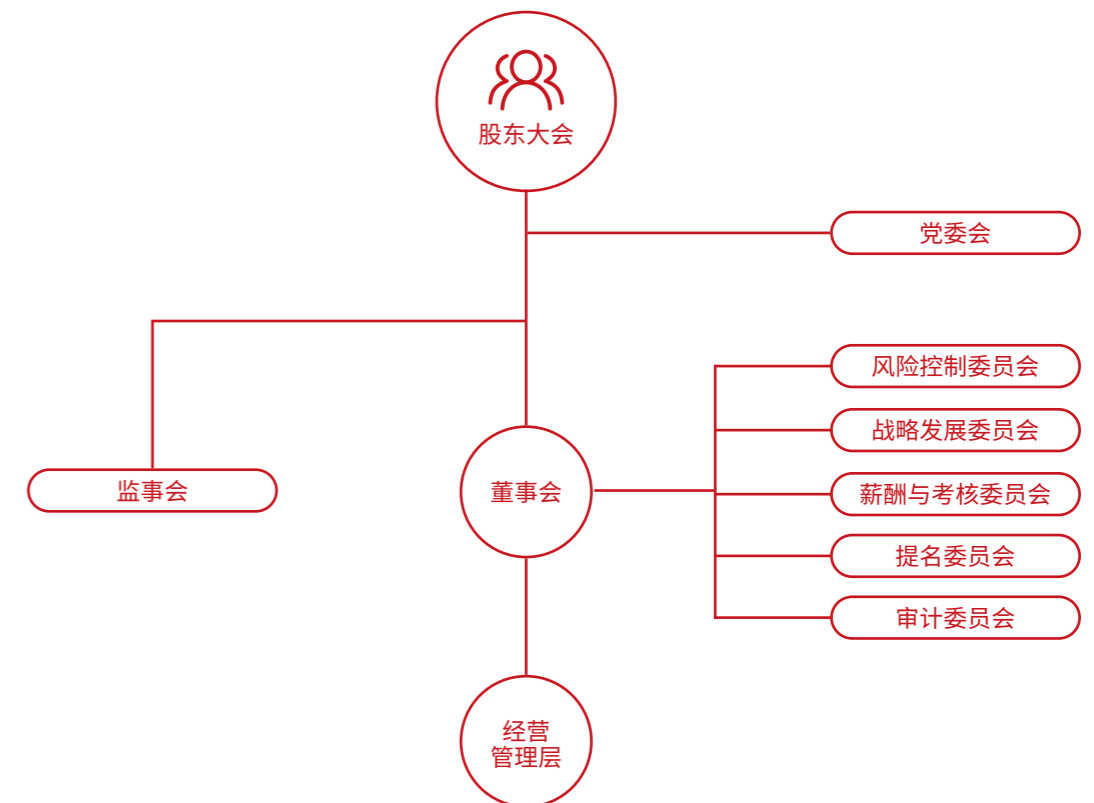 股东大会
党委会
风险控制委员会
战略发展委员会
监事会
董事会
薪酬与考核委员会
提名委员会
审计委员会
经营
管理层